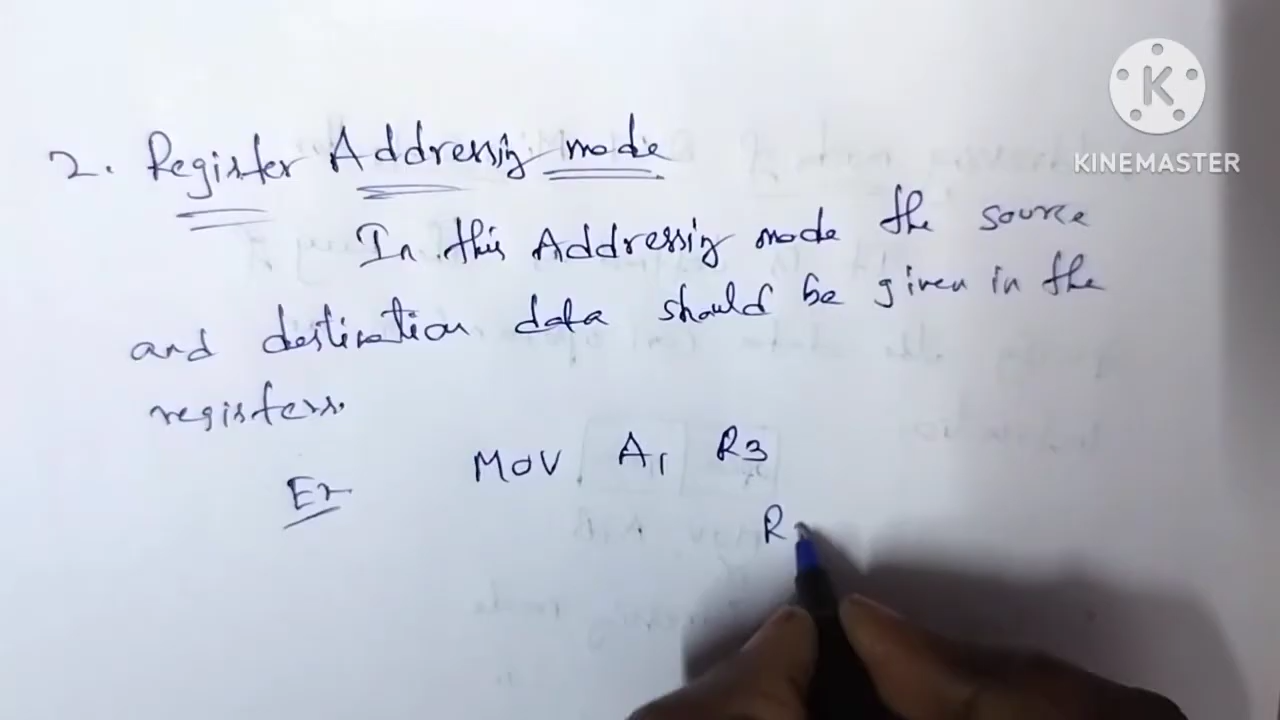 2. Register Addressing mode
KINEMASTER
In this Addressing mode the source
and destination data should be given in the
registers.
Ex MOV A, R3
R